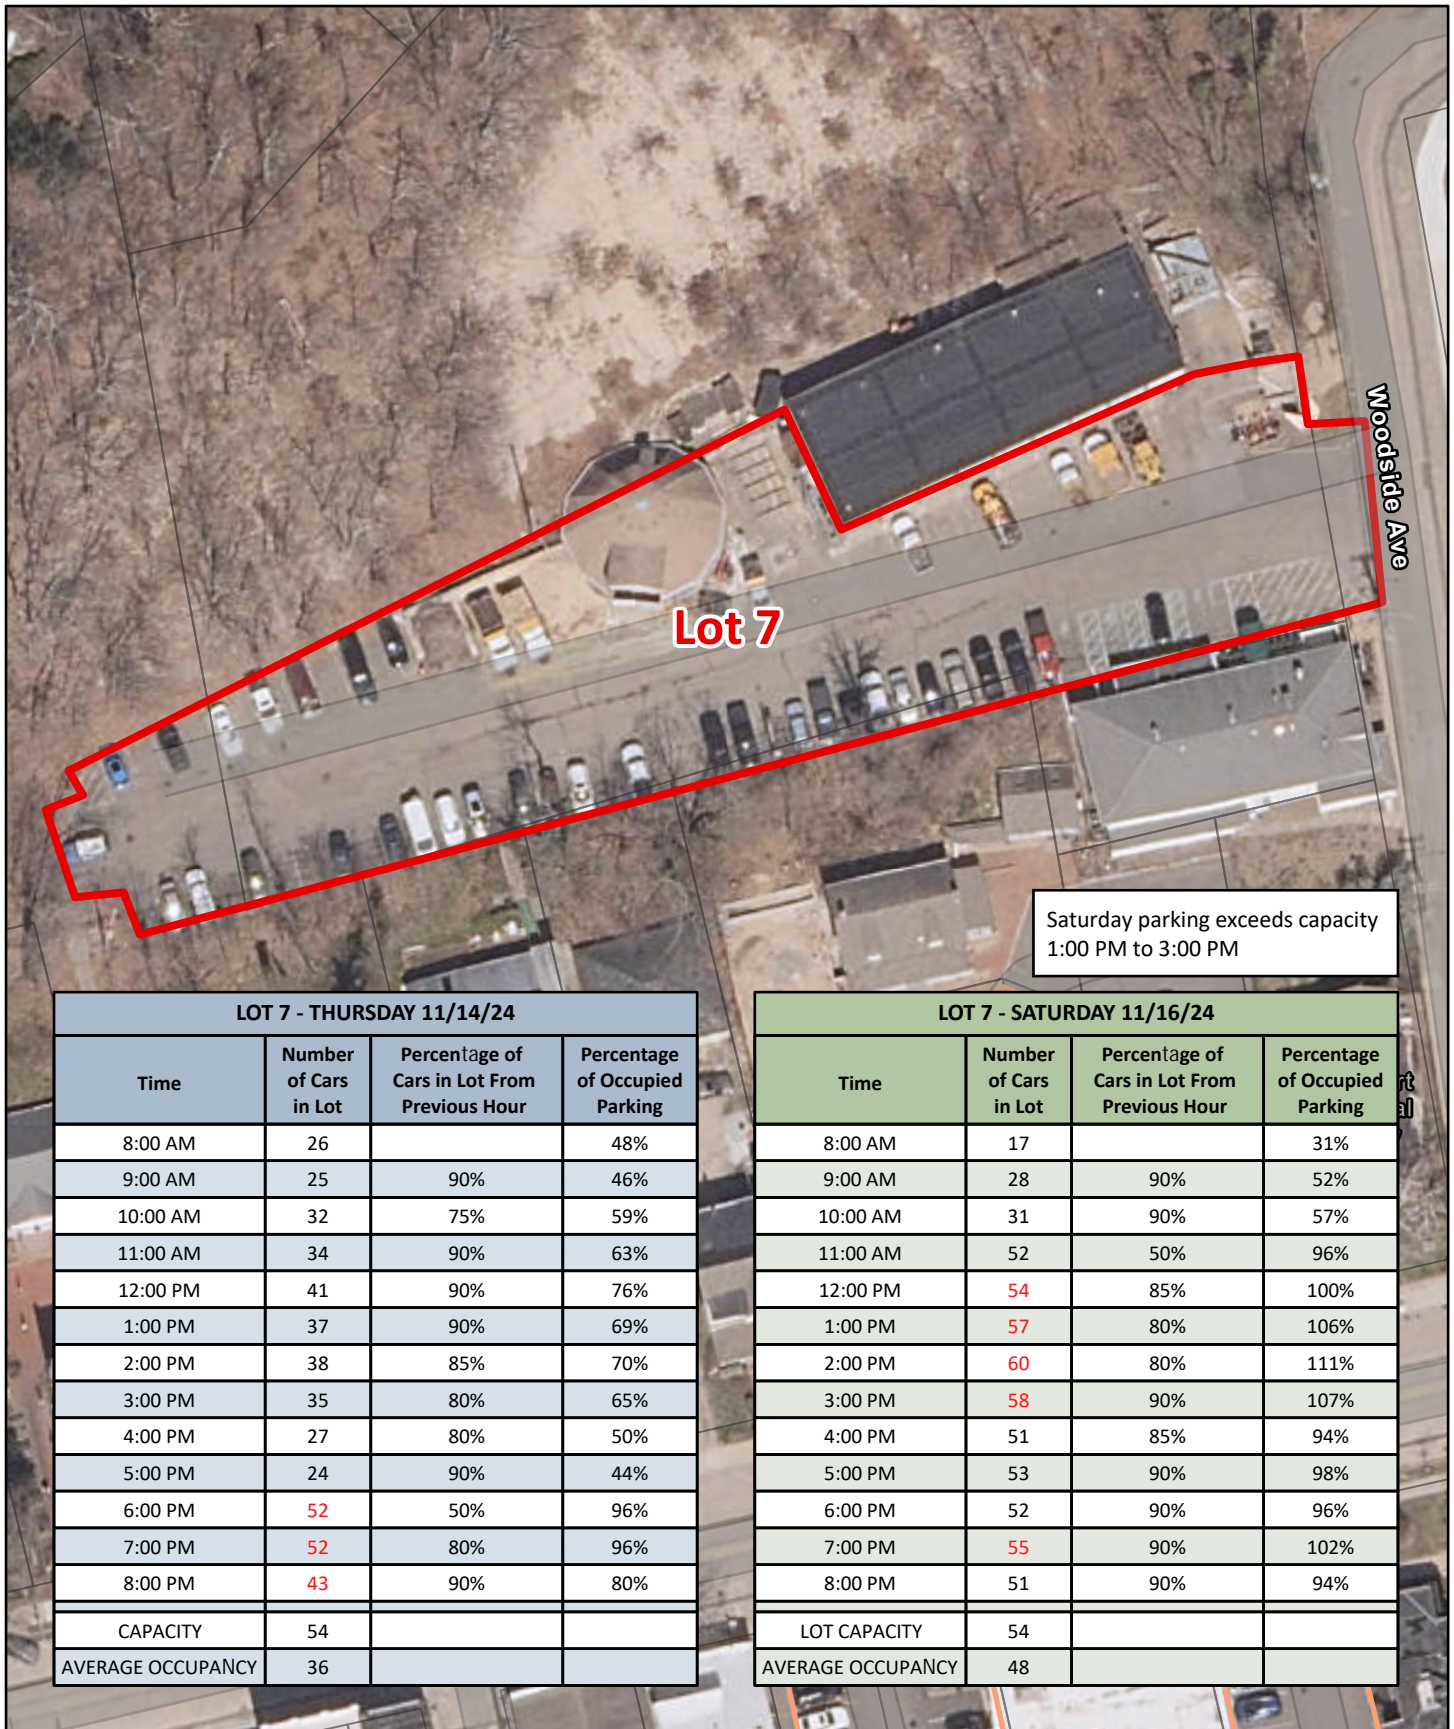 Woodside Ave
Lot 7
Saturday parking exceeds capacity
1:00 PM to 3:00 PM
LOT 7 - THURSDAY 11/14/24
Time
Number
of Cars
in Lot
Percentage of
Cars in Lot From
Previous Hour
Percentage
of Occupied
Parking
8:00 AM 26 48%
9:00 AM 25 90% 46%
10:00 AM 32 75% 59%
11:00 AM 34 90% 63%
12:00 PM 41 90% 76%
1:00 PM 37 90% 69%
2:00 PM 38 85% 70%
3:00 PM 35 80% 65%
4:00 PM 27 80% 50%
5:00 PM 24 90% 44%
6:00 PM 52 50% 96%
7:00 PM 52 80% 96%
8:00 PM 43 90% 80%
CAPACITY 54
AVERAGE OCCUPANCY 36
LOT 7 - SATURDAY 11/16/24
Time
Number
of Cars
in Lot
Percentage of
Cars in Lot From
Previous Hour
Percentage
of Occupied
Parking
8:00 AM 17 31%
9:00 AM 28 90% 52%
10:00 AM 31 90% 57%
11:00 AM 52 50% 96%
12:00 PM 54 85% 100%
1:00 PM 57 80% 106%
2:00 PM 60 80% 111%
3:00 PM 58 90% 107%
4:00 PM 51 85% 94%
5:00 PM 53 90% 98%
6:00 PM 52 90% 96%
7:00 PM 55 90% 102%
8:00 PM 51 90% 94%
LOT CAPACITY 54
AVERAGE OCCUPANCY 48